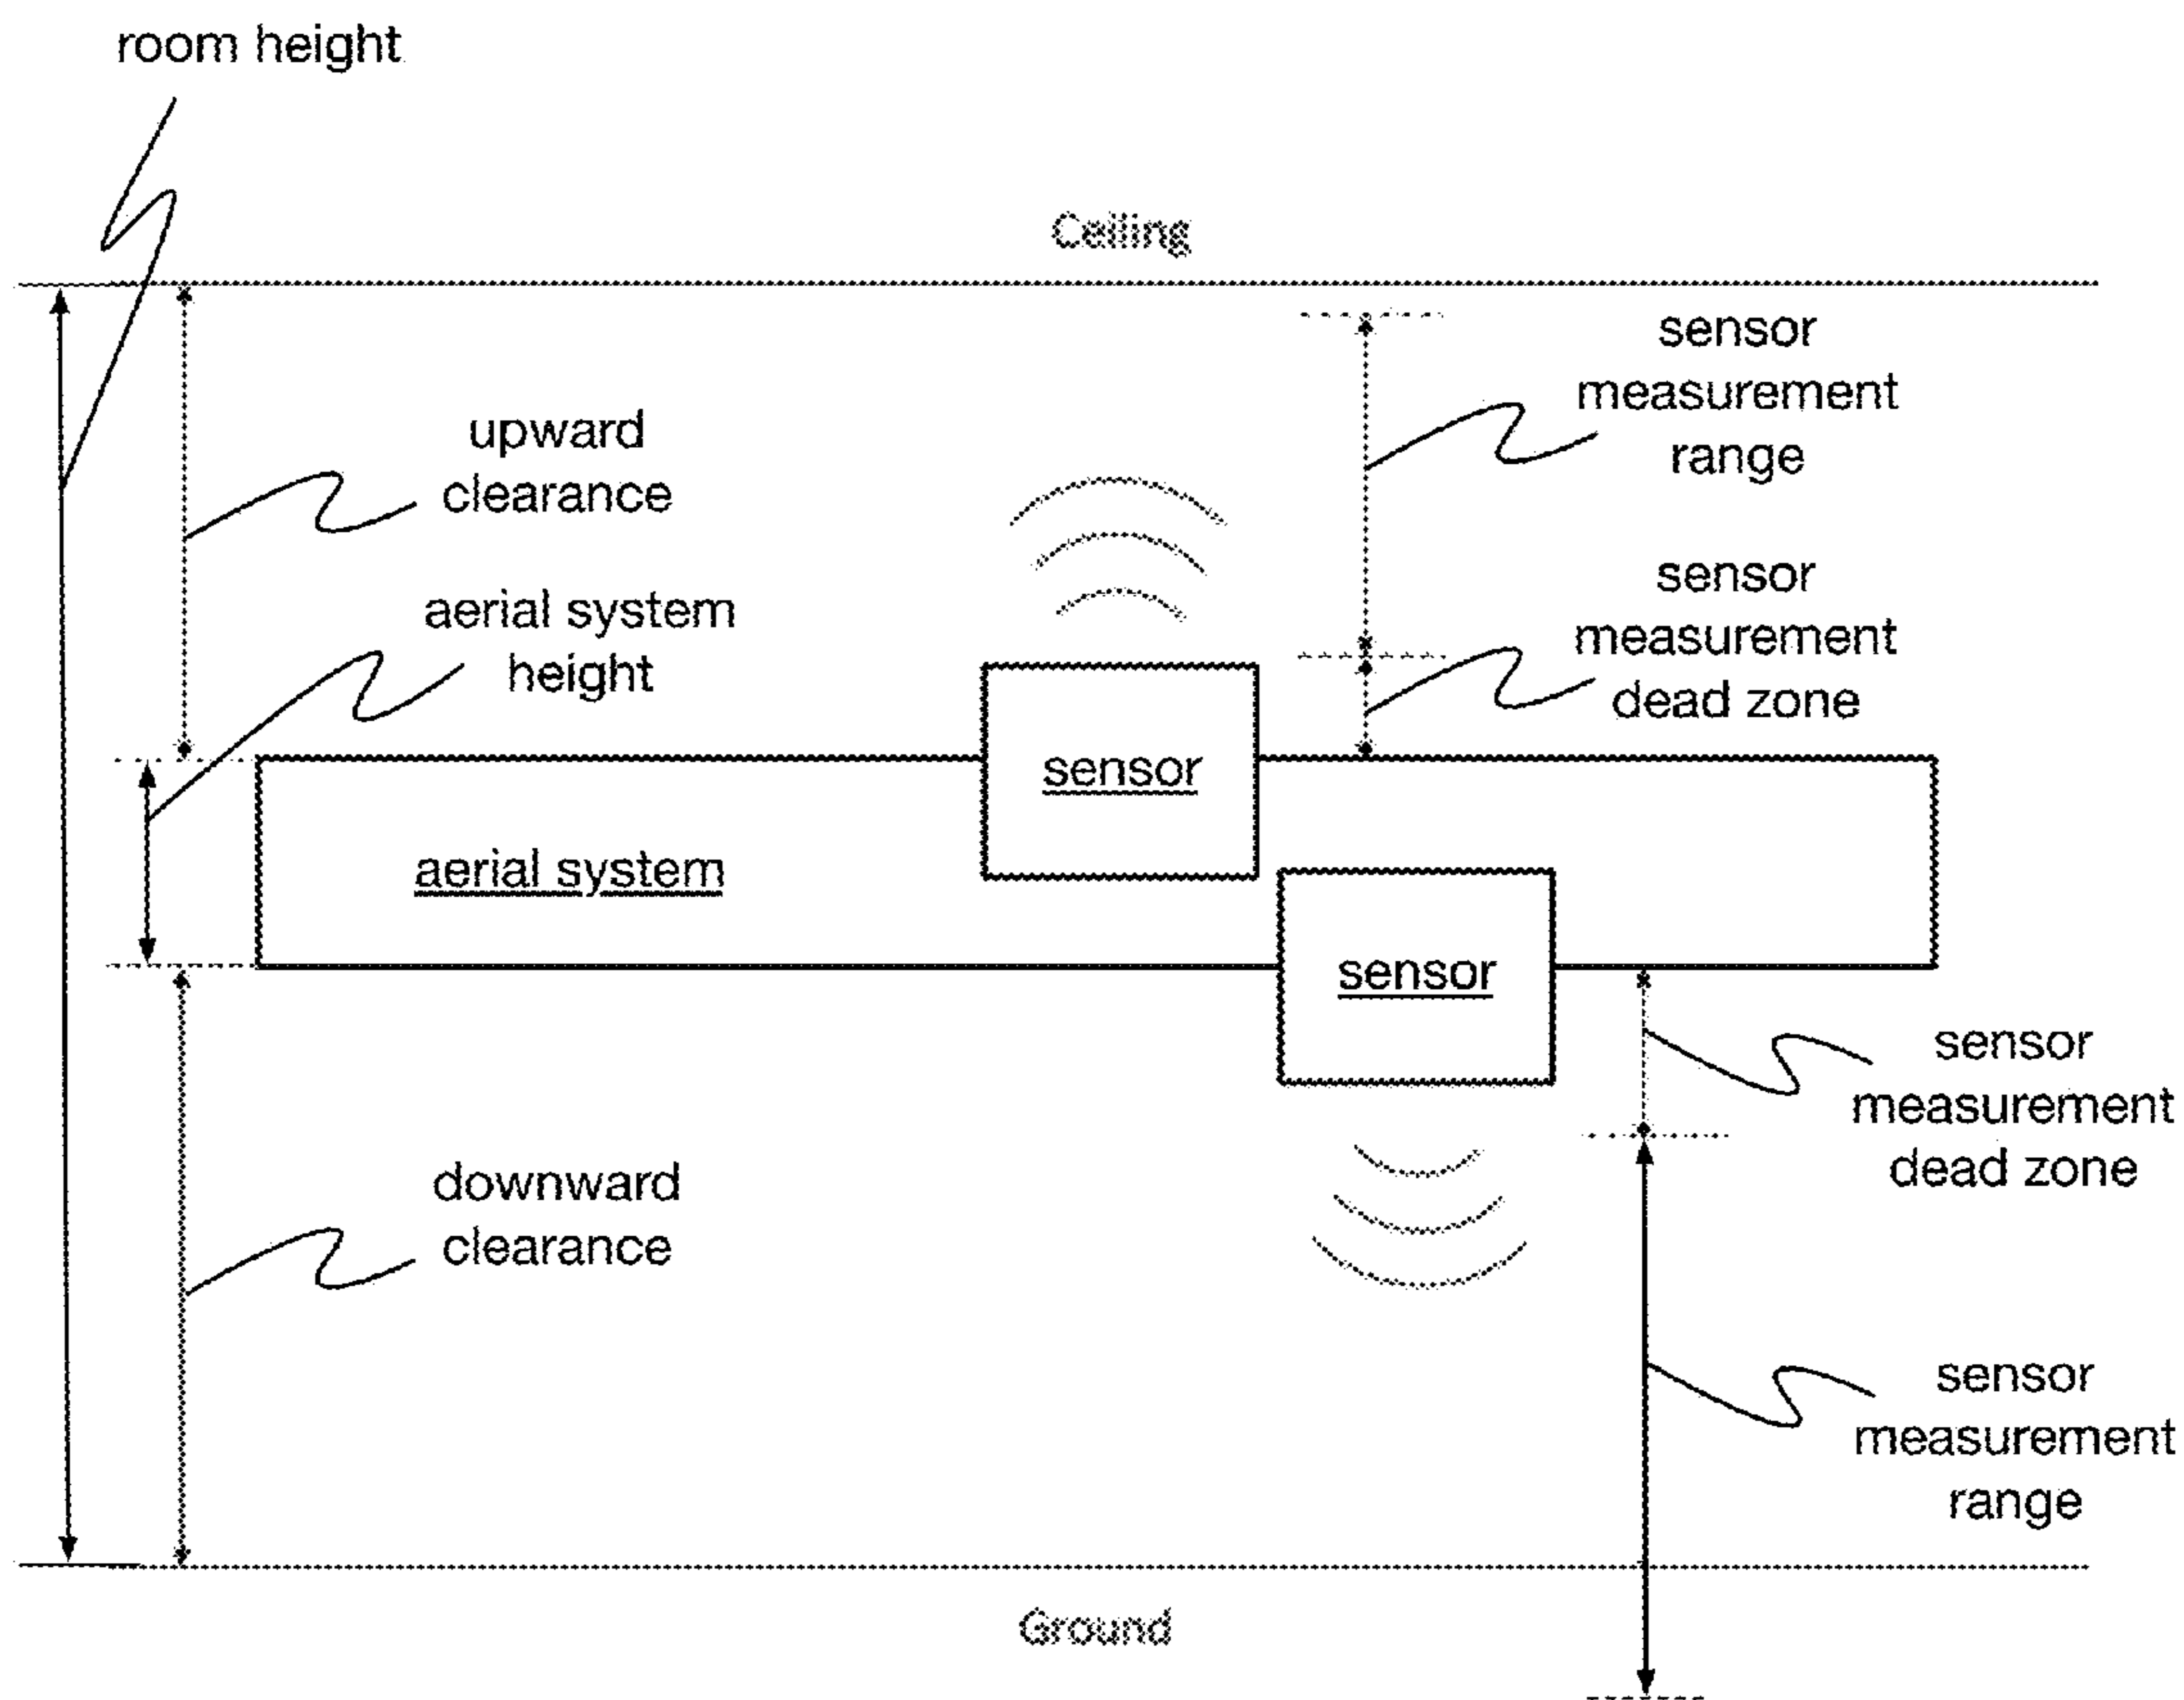 room height
Ceiling
sensor
measurement
range
upward
clearance
sensor
measurement
dead zone
aerial system
height
sensor
aerial system
sensor
sensor
measurement
dead zone
downward
clearance
sensor
measurement
range
Ground